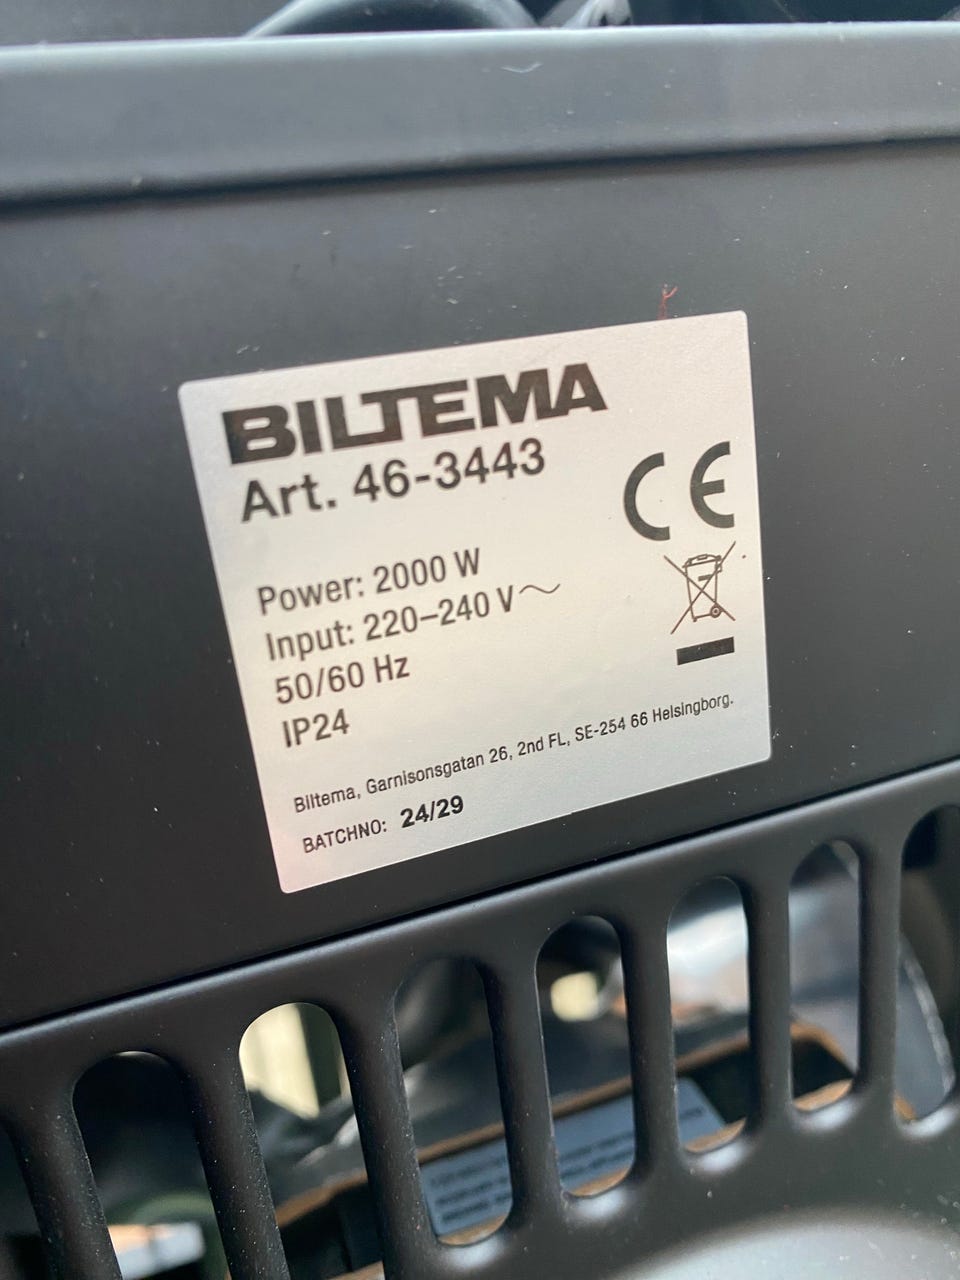 BILTEMA
Art. 46-3443
CE
Power: 2000 W
Input: 220–240 V~
50/60 Hz
IP24
Biltema, Garnisonsgatan 26, 2nd FL, SE-254 66 Helsingborg.
BATCHNO: 24/29